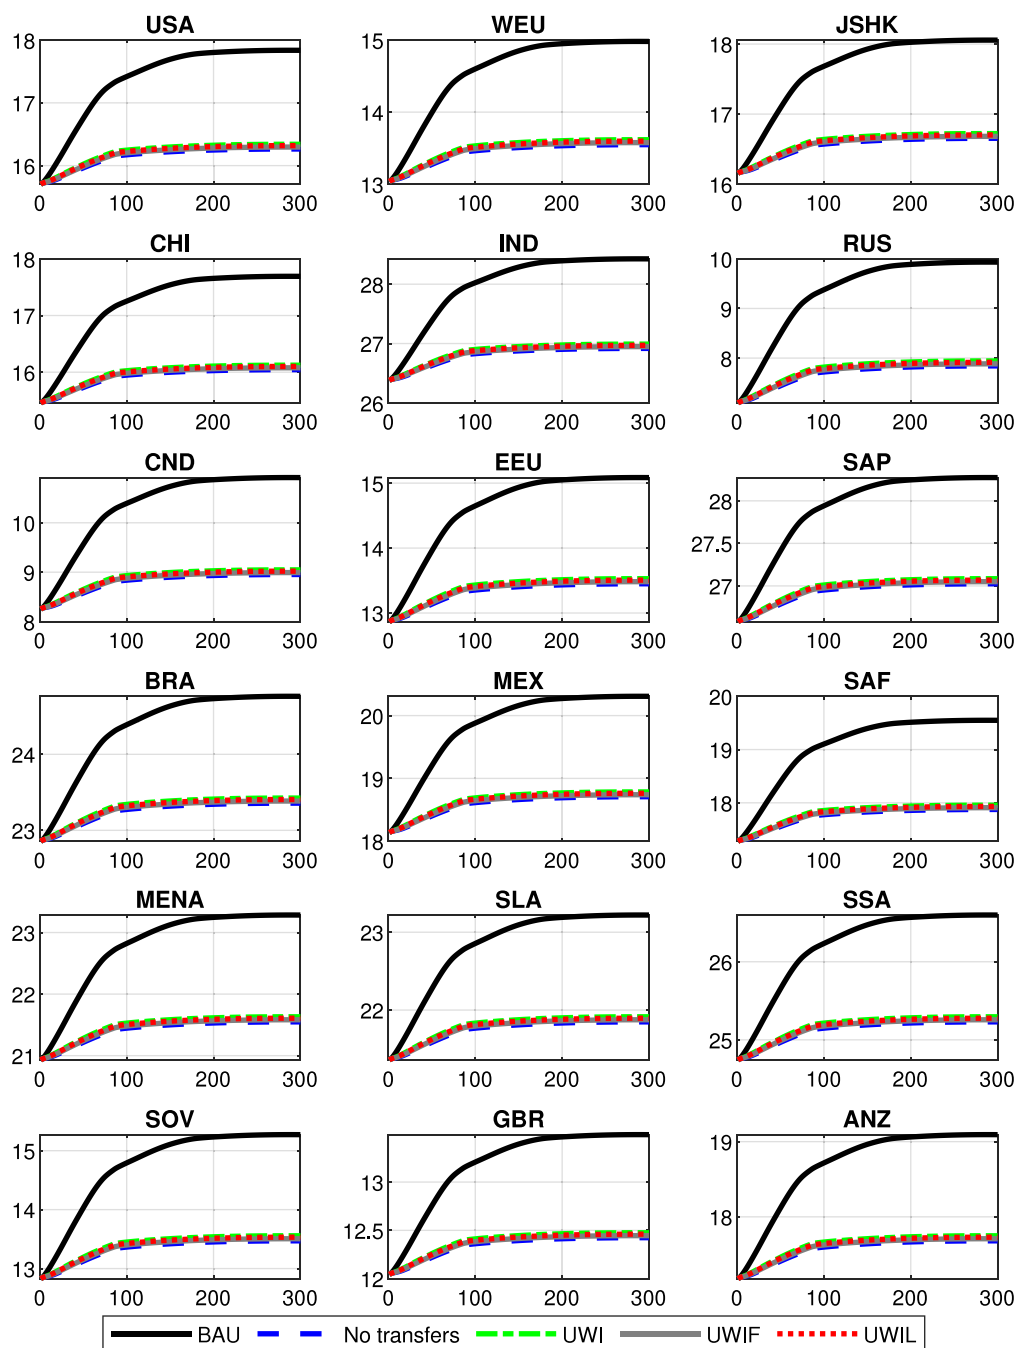 USA WEU JSHK
18 15 18
17 14 17
16 13 16
0 100 200 300 0 100 200 300 0 100 200 300
CHI IND RUS
18 28 10
17 27 9
16 26 8
0 100 200 300 0 100 200 300 0 100 200 300
CND EEU SAP
10 15 28
9 14 27.5
8 13 27
0 100 200 300 0 100 200 300 0 100 200 300
BRA MEX SAF
24 20 20
23 19 19
18 18
0 100 200 300 0 100 200 300 0 100 200 300
MENA SLA SSA
23 23 26
22 22 25
21
0 100 200 300 0 100 200 300 0 100 200 300
SOV GBR ANZ
15 13 19
14 12.5 18
13 12
0 100 200 300 0 100 200 300 0 100 200 300
BAU No transfers UWI UWIF UWIL